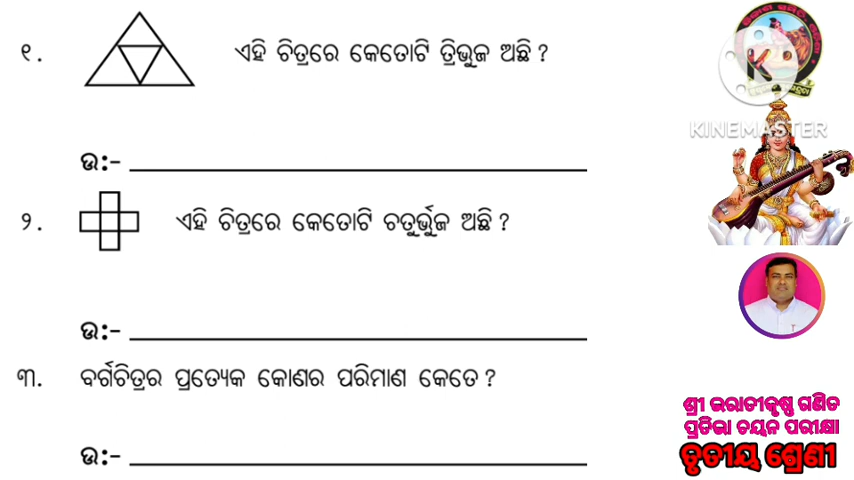 ୧. ଏହି ଚିତ୍ରରେ କେତୋଟି ତ୍ରିଭୁଜ ଅଛି ?
ଉ:-
୨. ଏହି ଚିତ୍ରରେ କେତୋଟି ଚତୁର୍ଭୁଜ ଅଛି ?
ଉ:-
୩. ବର୍ଗଚିତ୍ରର ପ୍ରତ୍ୟେକ କୋଣର ପରିମାଣ କେତେ ?
ଉ:-
KINEMASTER
ଶ୍ରୀ ଭାରତୀକୃଷ୍ଣ ଗଣିତ
ପ୍ରତିଭା ଚୟନ ପରୀକ୍ଷା
ତୃତୀୟ ଶ୍ରେଣୀ